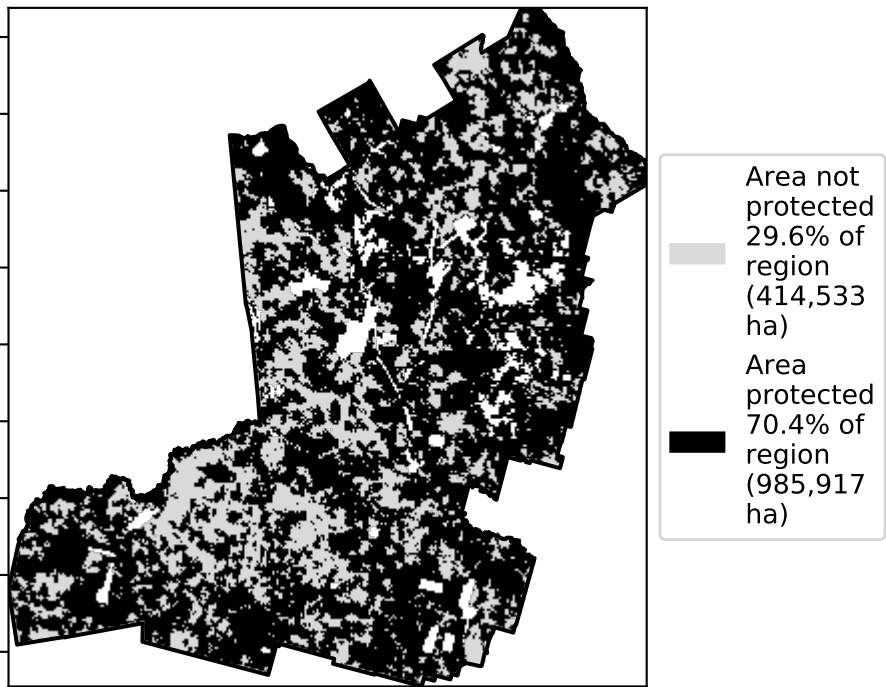 Area not
protected
29.6% of
region
(414,533
ha)
Area
protected
70.4% of
region
(985,917
ha)